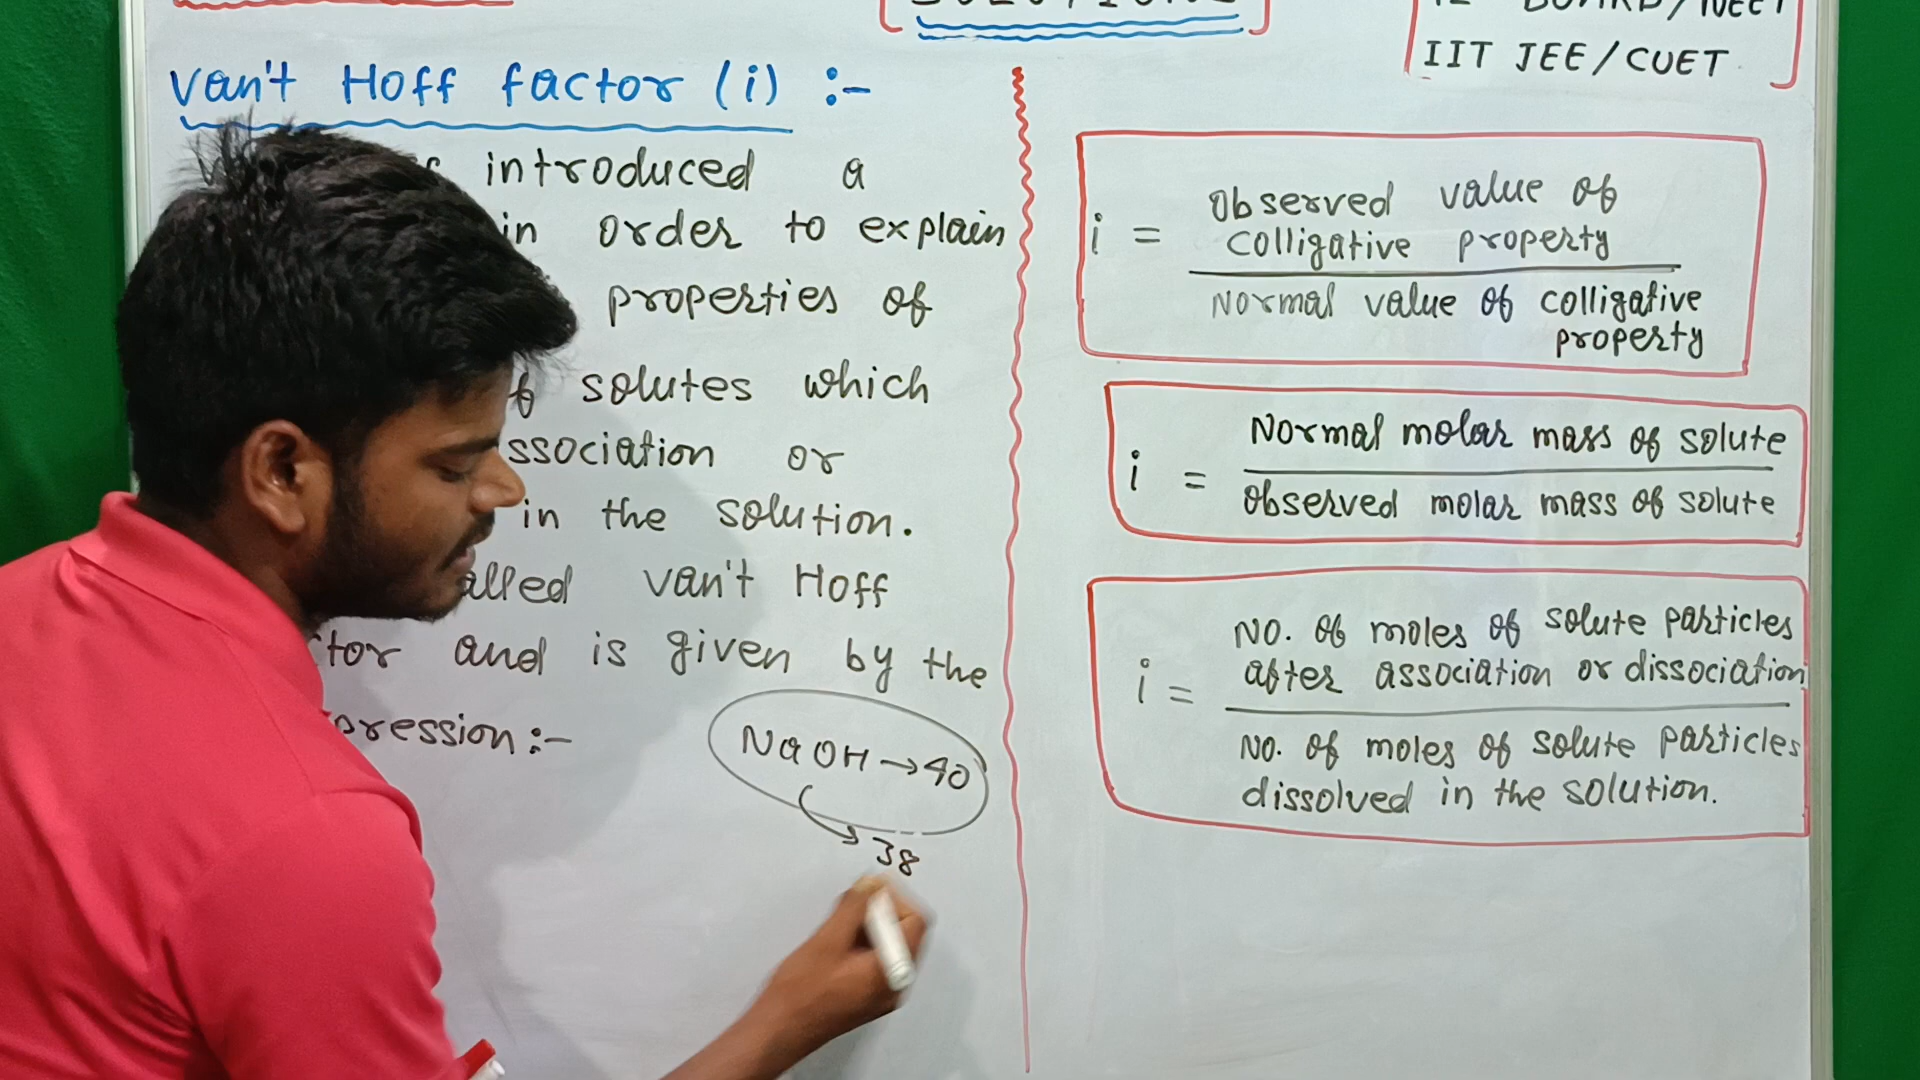 IIT JEE/CUET
Van't Hoff factor (i) :-
introduced a
in order to explain
properties of
solutes which
ssociation or
in the solution.
alled van't Hoff
tor and is given by the
pression:-
NaOH → 40
→ 38
Observed value of
colligative property
i =
Normal value of colligative
property
Normal molar mass of solute
i =
Observed molar mass of solute
No. of moles of solute particles
after association or dissociation
i =
No. of moles of solute particles
dissolved in the solution.